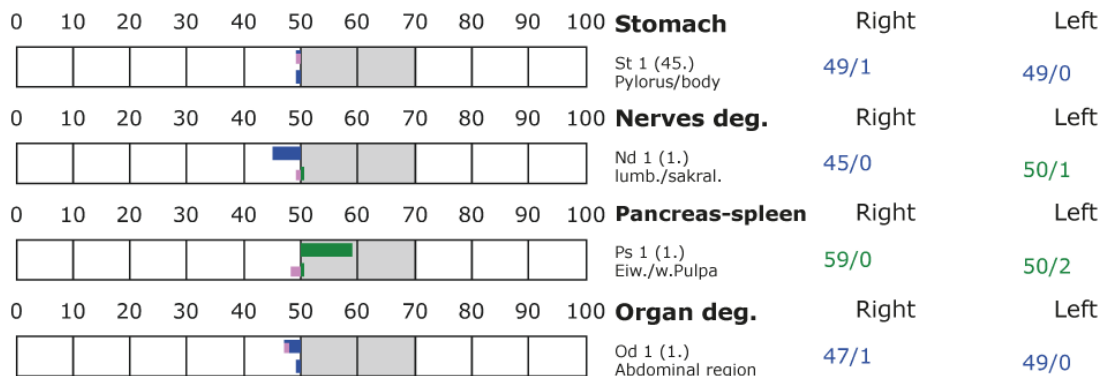 0 10 20 30 40 50 60 70 80 90 100 Stomach Right Left
St 1 (45.) 49/1 49/0
Pylorus/body
0 10 20 30 40 50 60 70 80 90 100 Nerves deg. Right Left
Nd 1 (1.) 45/0 50/1
lumb./sakral.
0 10 20 30 40 50 60 70 80 90 100 Pancreas-spleen Right Left
Ps 1 (1.) 59/0 50/2
Eiw./w.Pulpa
0 10 20 30 40 50 60 70 80 90 100 Organ deg. Right Left
Od 1 (1.) 47/1 49/0
Abdominal region